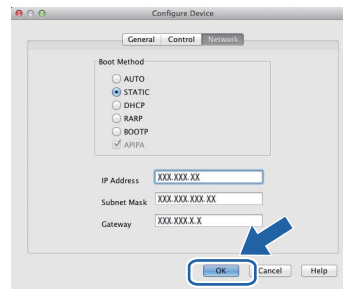 Configure Device
General Control Network
Boot Method
AUTO
STATIC
DHCP
RARP
BOOTP
APIPA
IP Address XXX.XXX.XX
Subnet Mask XXX.XXX.XXX.XX
Gateway XXX.XXX.X.X
OK Cancel Help